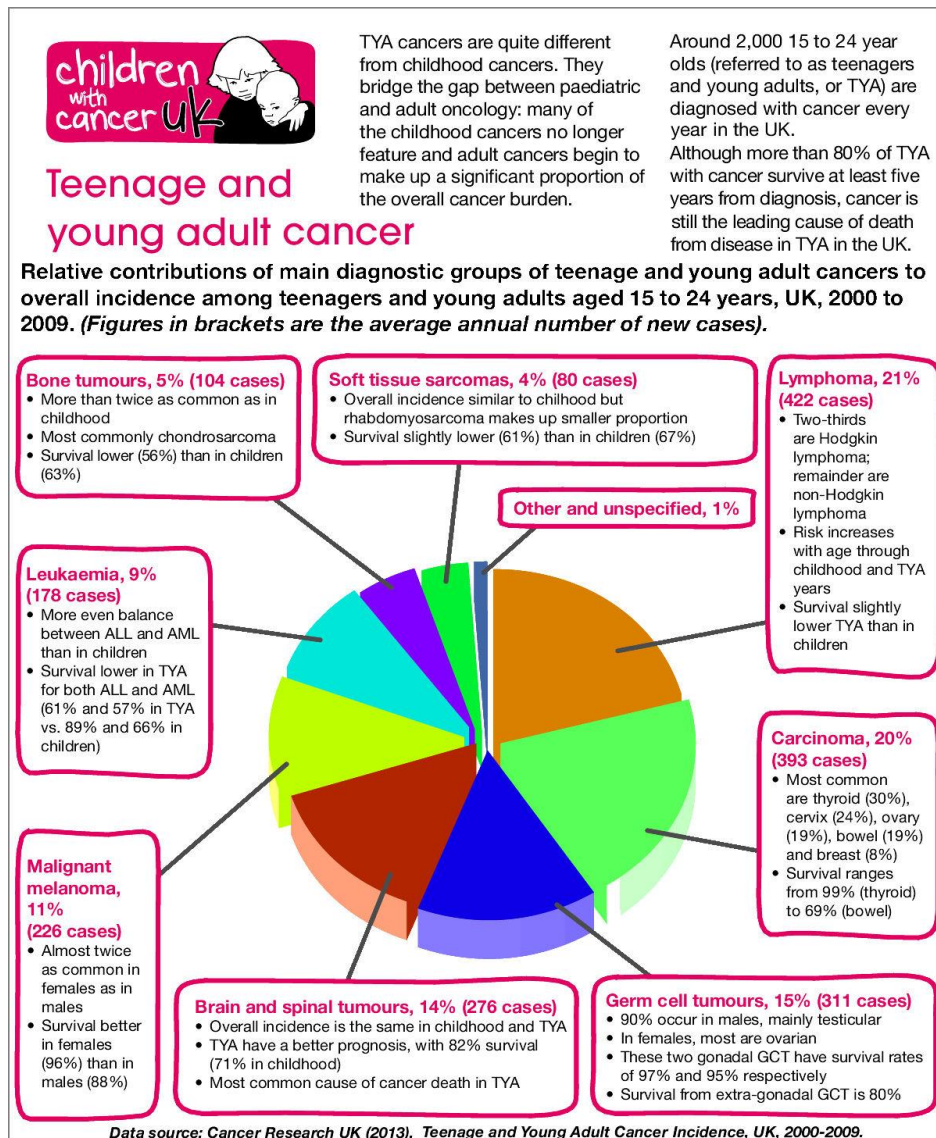 children
with
cancer uk
Teenage and
young adult cancer
TYA cancers are quite different
from childhood cancers. They
bridge the gap between paediatric
and adult oncology: many of
the childhood cancers no longer
feature and adult cancers begin to
make up a significant proportion of
the overall cancer burden.
Around 2,000 15 to 24 year
olds (referred to as teenagers
and young adults, or TYA) are
diagnosed with cancer every
year in the UK.
Although more than 80% of TYA
with cancer survive at least five
years from diagnosis, cancer is
still the leading cause of death
from disease in TYA in the UK.
Relative contributions of main diagnostic groups of teenage and young adult cancers to
overall incidence among teenagers and young adults aged 15 to 24 years, UK, 2000 to
2009. (Figures in brackets are the average annual number of new cases).
Bone tumours, 5% (104 cases)
• More than twice as common as in
childhood
• Most commonly chondrosarcoma
• Survival lower (56%) than in children
(63%)
Soft tissue sarcomas, 4% (80 cases)
• Overall incidence similar to chihood but
rhabdomyosarcoma makes up smaller proportion
• Survival slightly lower (61%) than in children (67%)
Lymphoma, 21%
(422 cases)
• Two-thirds
are Hodgkin
lymphoma;
remainder are
non-Hodgkin
lymphoma
• Risk increases
with age through
childhood and TYA
years
• Survival slightly
lower TYA than in
children
Other and unspecified, 1%
Leukaemia, 9%
(178 cases)
• More even balance
between ALL and AML
than in children
• Survival lower in TYA
for both ALL and AML
(61% and 57% in TYA
vs. 89% and 66% in
children)
Carcinoma, 20%
(393 cases)
• Most common
are thyroid (30%),
cervix (24%), ovary
(19%), bowel (19%)
and breast (8%)
• Survival ranges
from 99% (thyroid)
to 69% (bowel)
Malignant
melanoma,
11%
(226 cases)
• Almost twice
as common in
females as in
males
• Survival better
in females
(96%) than in
males (88%)
Brain and spinal tumours, 14% (276 cases)
• Overall incidence is the same in childhood and TYA
• TYA have a better prognosis, with 82% survival
(71% in childhood)
• Most common cause of cancer death in TYA
Germ cell tumours, 15% (311 cases)
• 90% occur in males, mainly testicular
• In females, most are ovarian
• These two gonadal GCT have survival rates
of 97% and 95% respectively
• Survival from extra-gonadal GCT is 80%
Data source: Cancer Research UK (2013). Teenage and Young Adult Cancer Incidence, UK, 2000-2009.